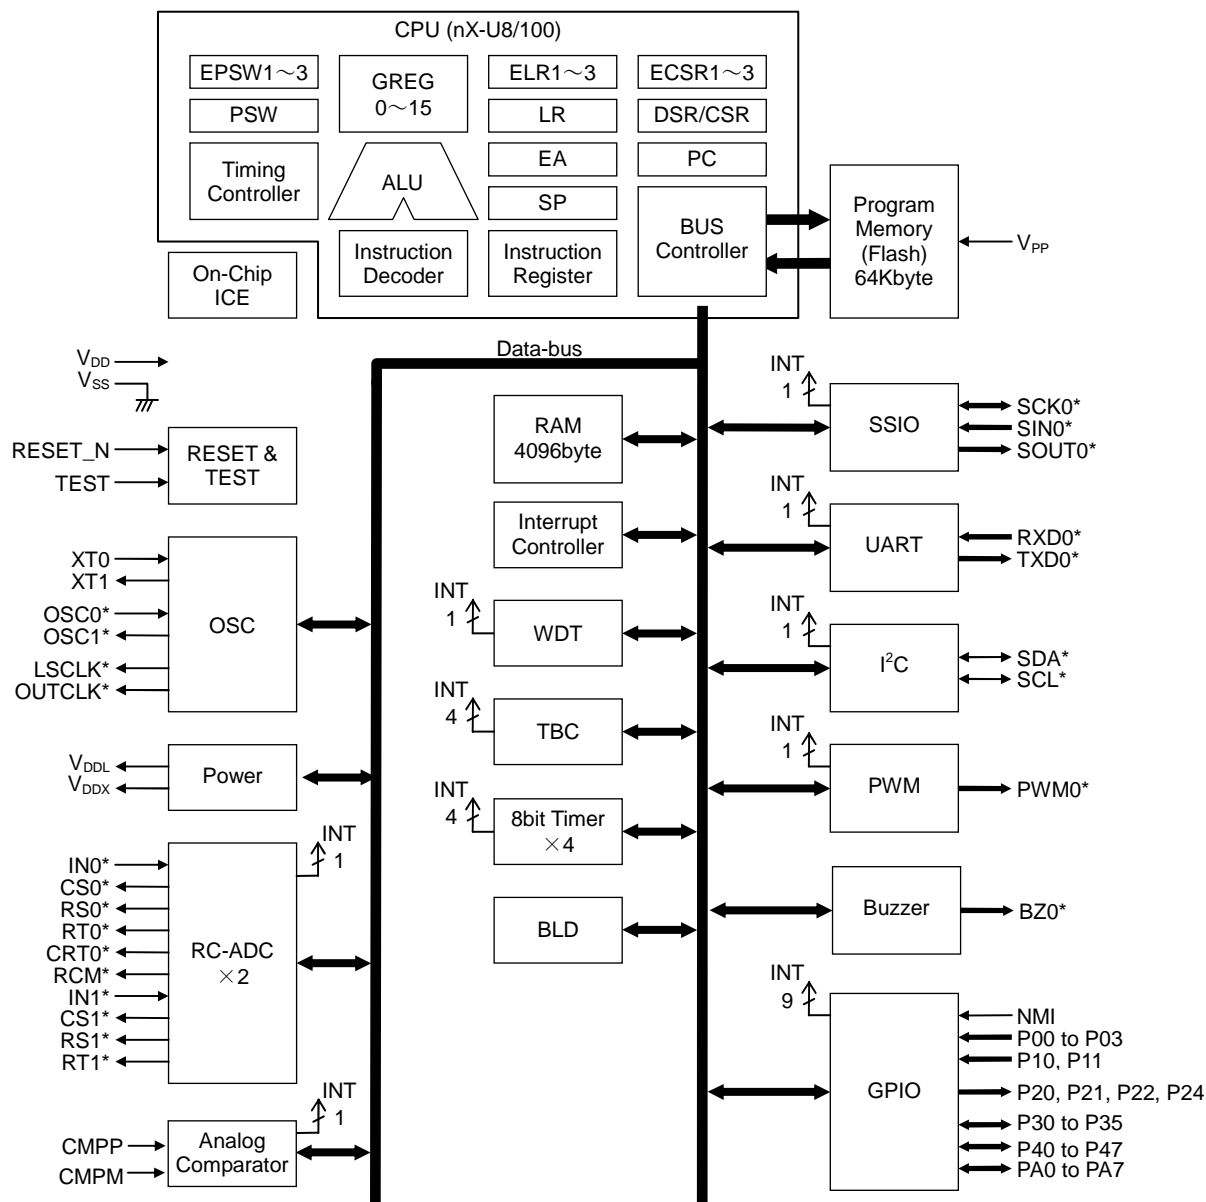 CPU (nX-U8/100)
EPSW1～3
GREG
0～15
ELR1～3
ECSR1～3
PSW
LR
DSR/CSR
Timing
Controller
ALU
EA
PC
SP
BUS
Controller
Instruction
Decoder
Instruction
Register
On-Chip
ICE
Program
Memory
(Flash)
64Kbyte
VPP
Data-bus
VDD
VSS
RESET_N
TEST
RESET &
TEST
XT0
XT1
OSC0*
OSC1*
LSCLK*
OUTCLK*
OSC
VDDL
VDDX
Power
INT
1
IN0*
CS0*
RS0*
RT0*
CRT0*
RCM*
IN1*
CS1*
RS1*
RT1*
RC-ADC
×2
INT
1
CMPP
CMPM
Analog
Comparator
RAM
4096byte
Interrupt
Controller
INT
1
WDT
INT
4
TBC
INT
4
8bit Timer
×4
BLD
INT
1
SSIO
SCK0*
SIN0*
SOUT0*
INT
1
UART
RXD0*
TXD0*
INT
1
I²C
SDA*
SCL*
INT
1
PWM
PWM0*
Buzzer
BZ0*
INT
9
GPIO
NMI
P00 to P03
P10, P11
P20, P21, P22, P24
P30 to P35
P40 to P47
PA0 to PA7